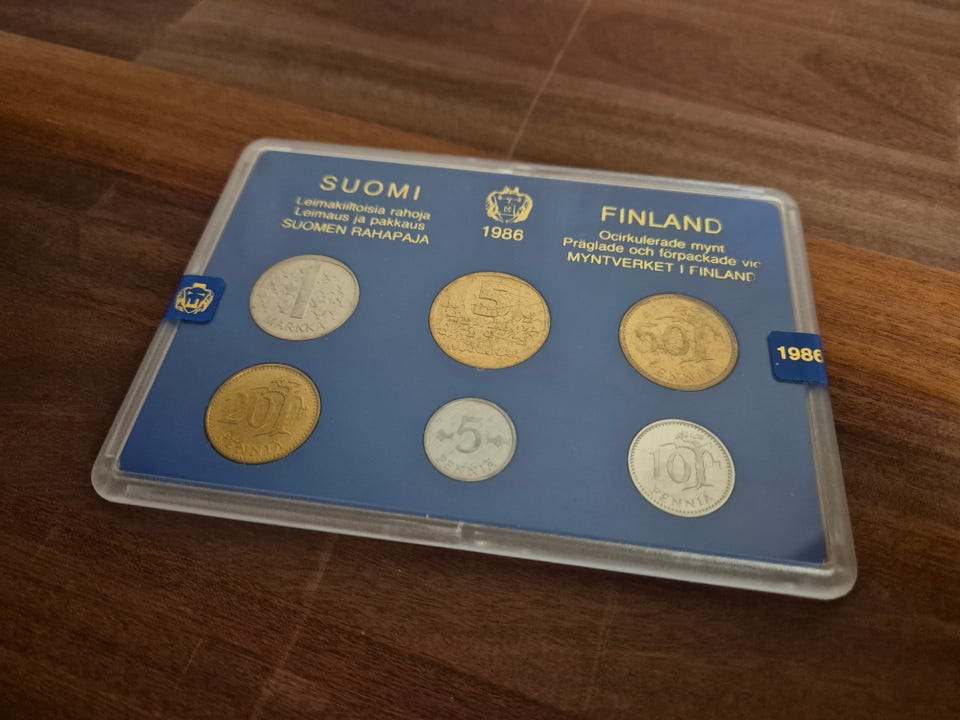 SUOMI
Leimakiiltoisia rahoja
Leimaus ja pakkaus
SUOMEN RAHAPAJA
1986
FINLAND
Ocirkulerade mynt
Präglade och förpackade vid
MYNTVERKET I FINLAND
1
MARKKA
5
50
PENNIÄ
1986
20
PENNIÄ
5
PENNIÄ
10
PENNIÄ